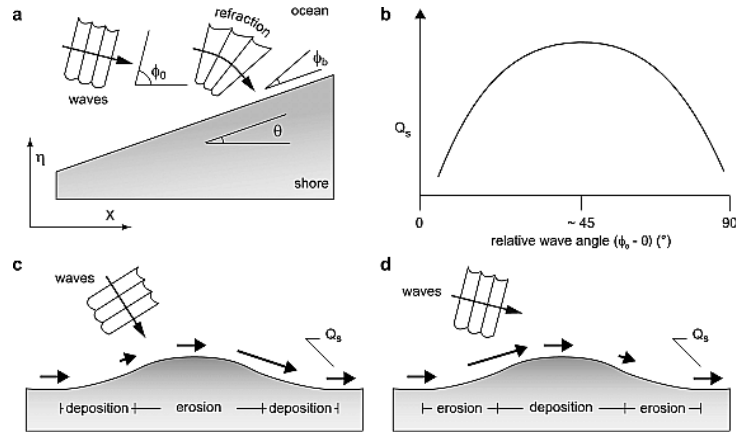 a
ocean
refraction
ϕ₀
ϕb
waves
θ
η
shore
X
b
Qs
0
~ 45
90
relative wave angle (ϕ₀ - 0) (°)
c
waves
Qs
deposition
erosion
deposition
d
waves
Qs
erosion
deposition
erosion